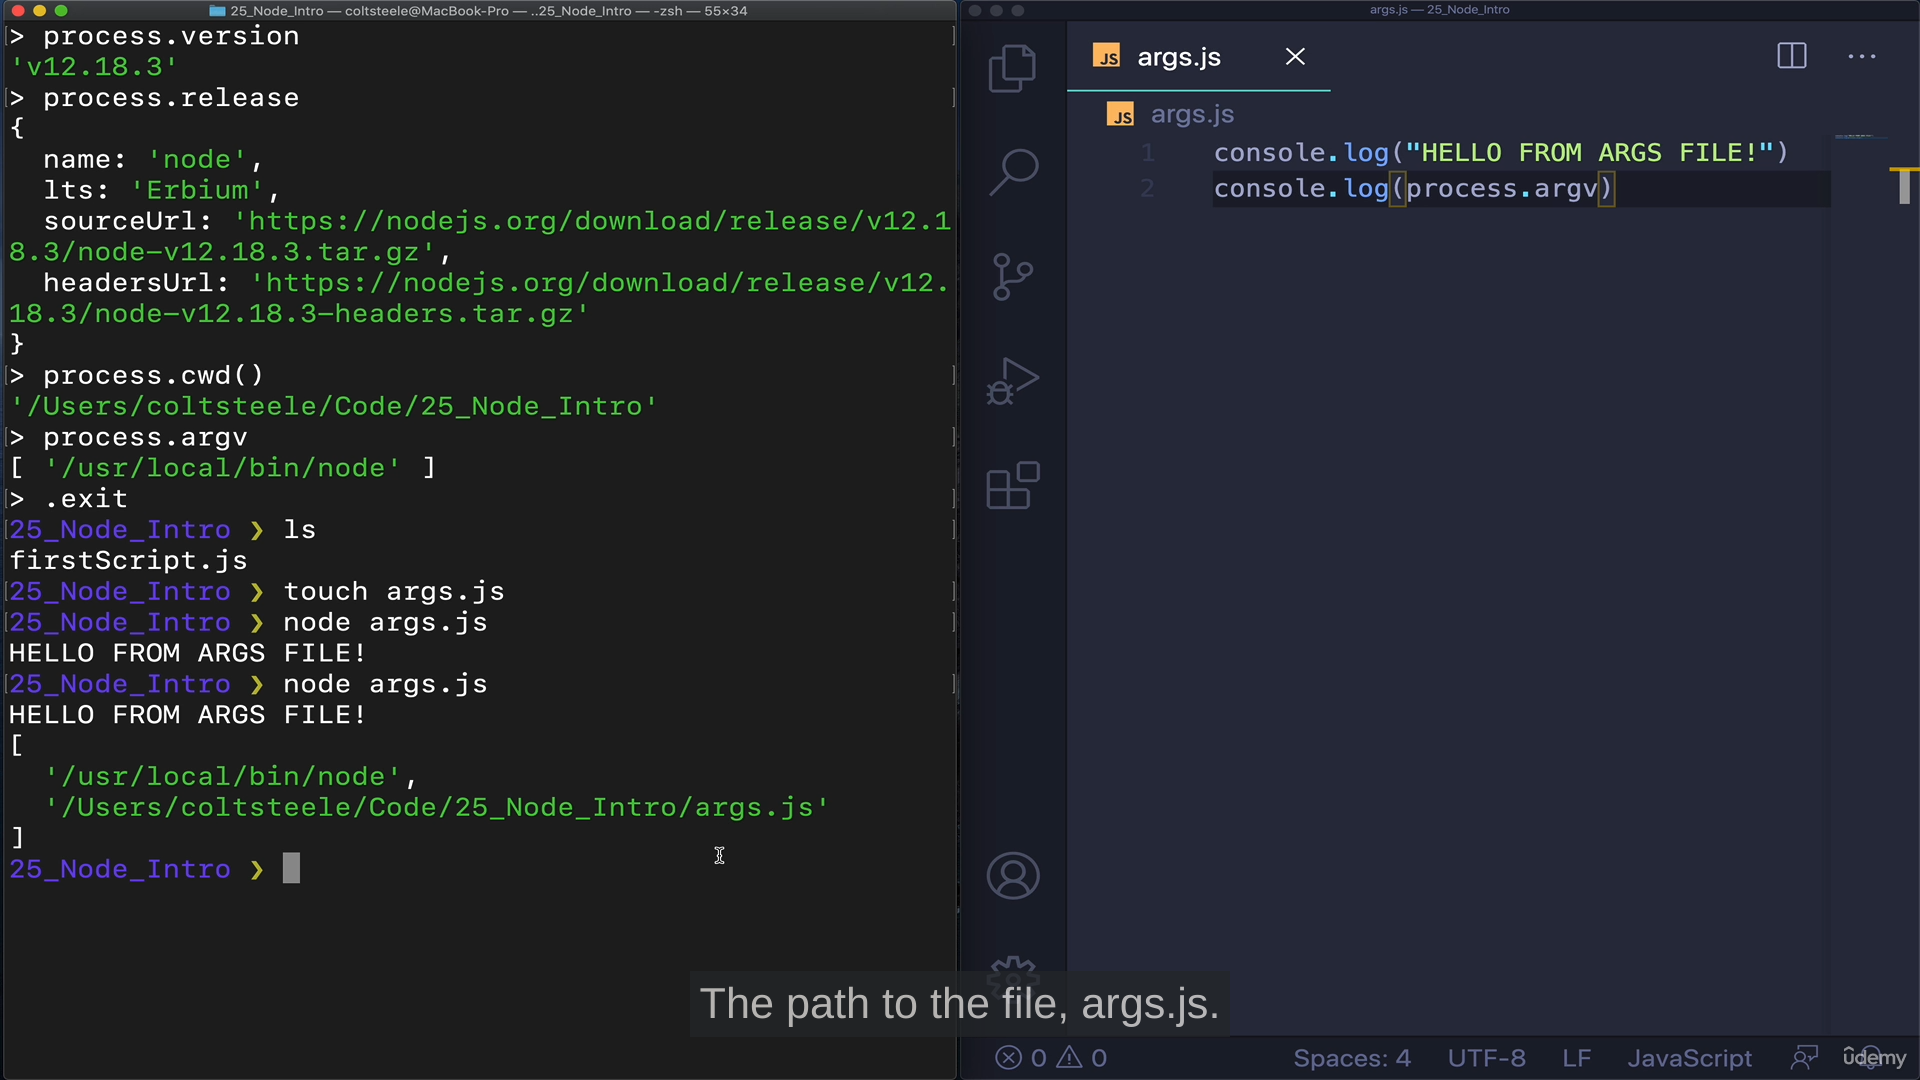 25_Node_Intro — coltsteele@MacBook-Pro — ..25_Node_Intro — -zsh — 55×34
> process.version
'v12.18.3'
> process.release
{
  name: 'node',
  lts: 'Erbium',
  sourceUrl: 'https://nodejs.org/download/release/v12.1
8.3/node-v12.18.3.tar.gz',
  headersUrl: 'https://nodejs.org/download/release/v12.
18.3/node-v12.18.3-headers.tar.gz'
}
> process.cwd()
'/Users/coltsteele/Code/25_Node_Intro'
> process.argv
[ '/usr/local/bin/node' ]
> .exit
25_Node_Intro ❯ ls
firstScript.js
25_Node_Intro ❯ touch args.js
25_Node_Intro ❯ node args.js
HELLO FROM ARGS FILE!
25_Node_Intro ❯ node args.js
HELLO FROM ARGS FILE!
[
  '/usr/local/bin/node',
  '/Users/coltsteele/Code/25_Node_Intro/args.js'
]
25_Node_Intro ❯
args.js — 25_Node_Intro
JS args.js
JS args.js
1 console.log("HELLO FROM ARGS FILE!")
2 console.log(process.argv)
The path to the file, args.js.
0 0 Spaces: 4 UTF-8 LF JavaScript
ûdemy